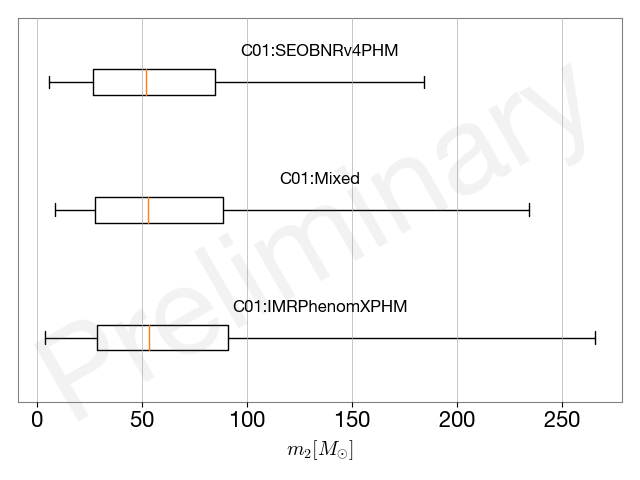 C01:SEOBNRv4PHM
C01:Mixed
C01:IMRPhenomXPHM
Preliminary
0 50 100 150 200 250
m₂[M☉]